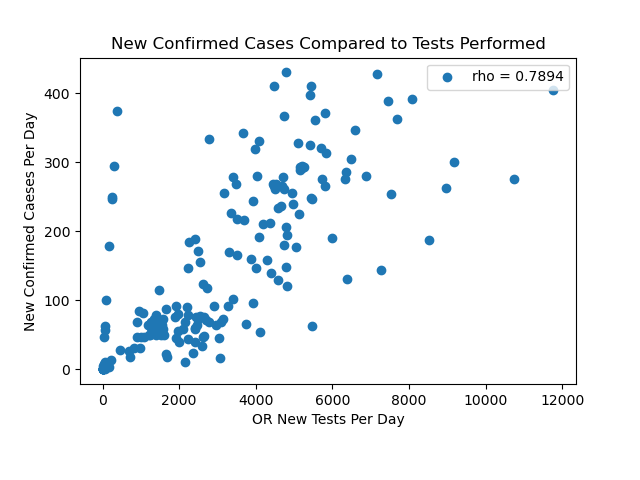 New Confirmed Cases Compared to Tests Performed
rho = 0.7894
New Confirmed Caeses Per Day
400
300
200
100
0
0 2000 4000 6000 8000 10000 12000
OR New Tests Per Day